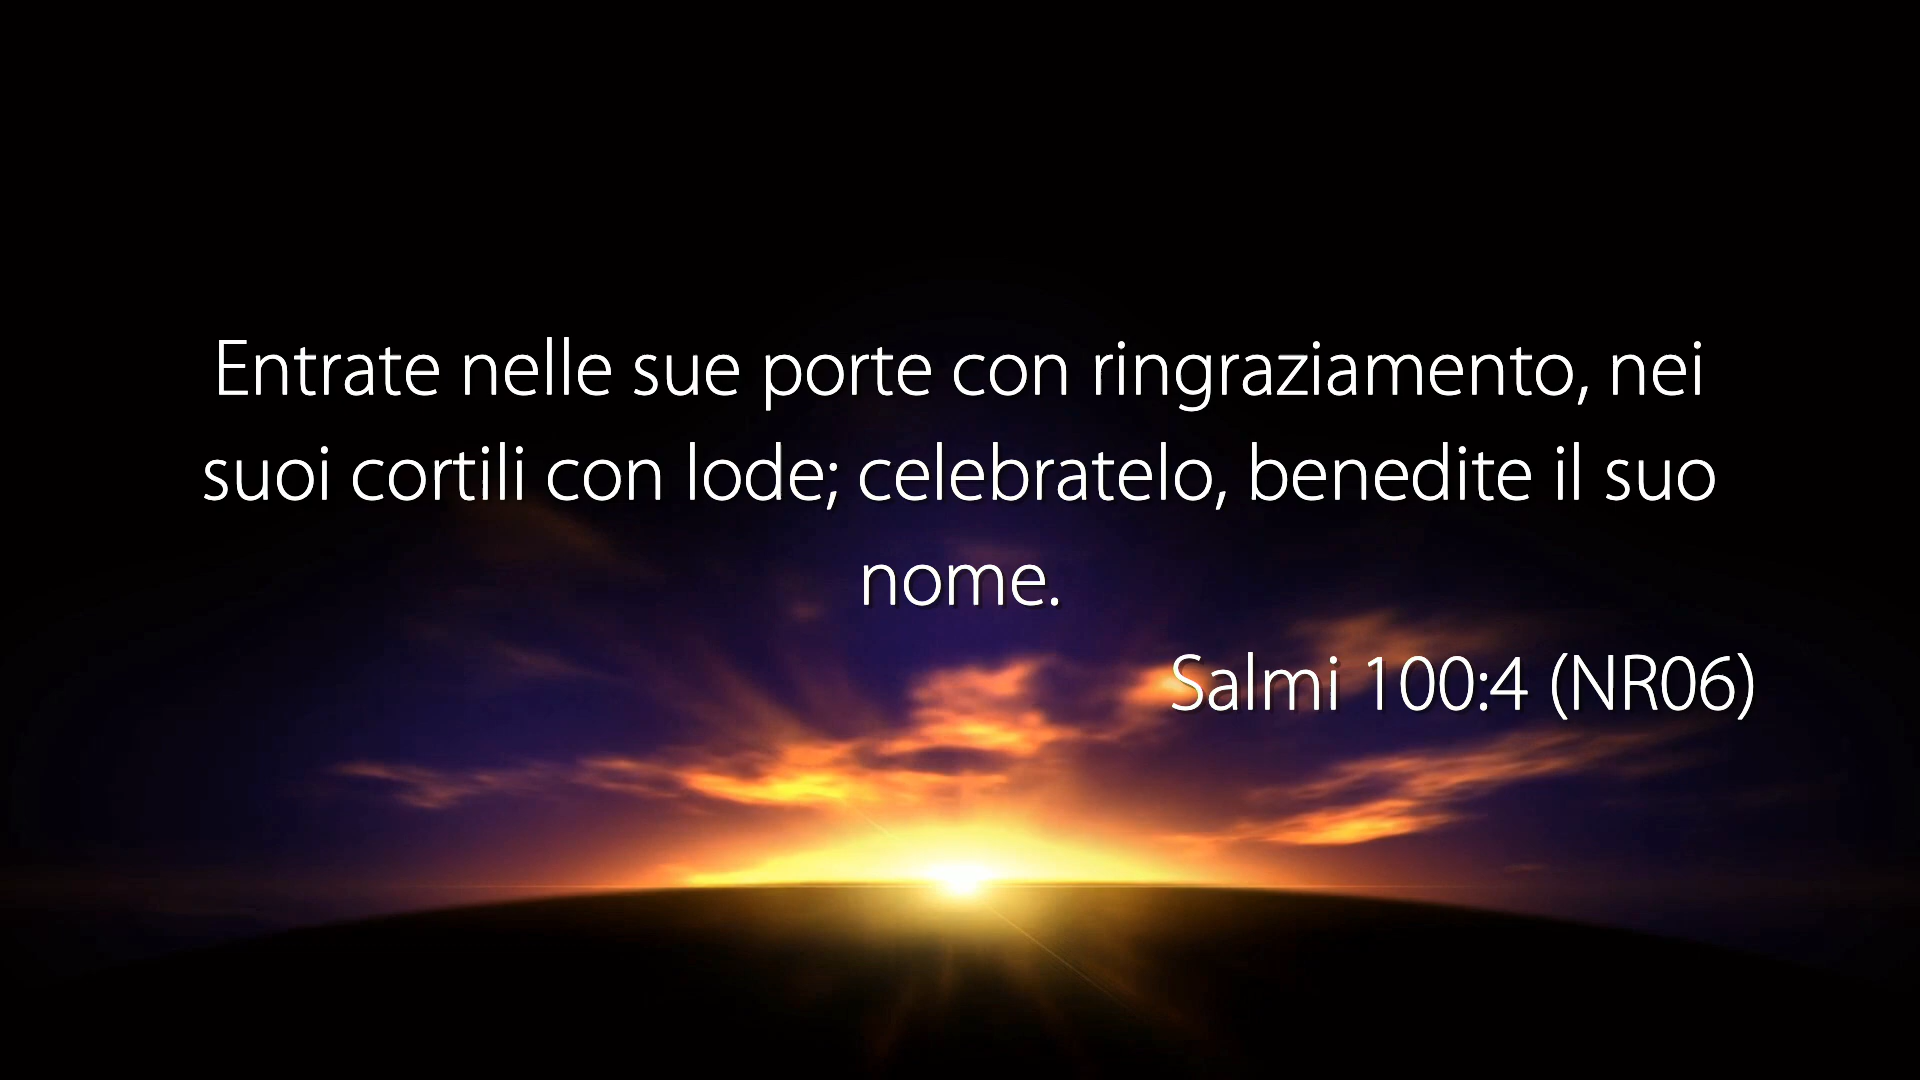 Entrate nelle sue porte con ringraziamento, nei
suoi cortili con lode; celebratelo, benedite il suo
nome.
Salmi 100:4 (NR06)